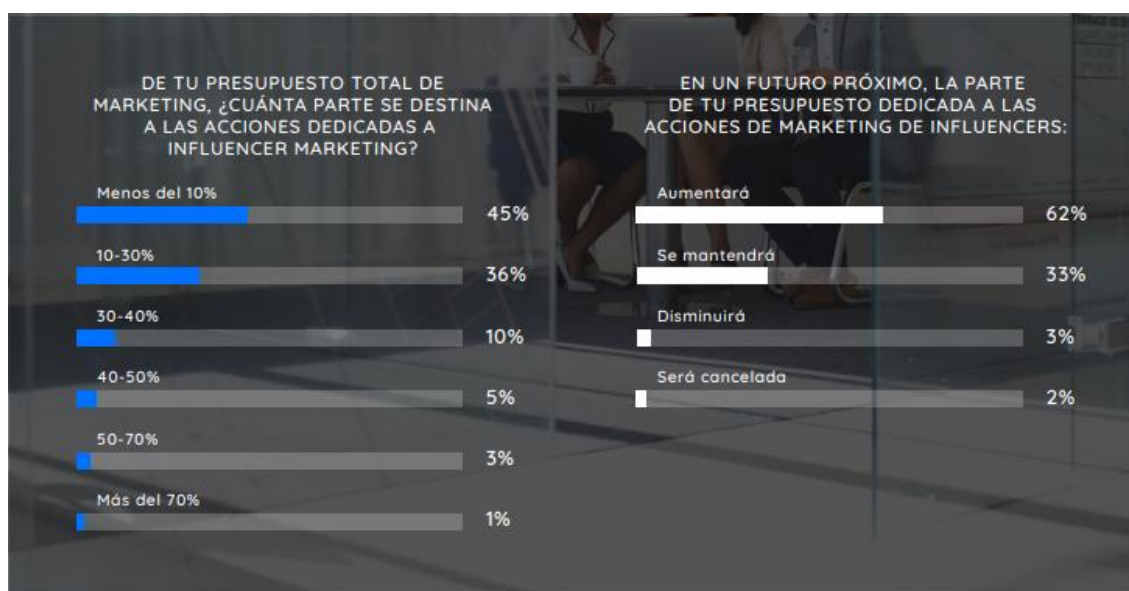 DE TU PRESUPUESTO TOTAL DE
MARKETING, ¿CUÁNTA PARTE SE DESTINA
A LAS ACCIONES DEDICADAS A
INFLUENCER MARKETING?
Menos del 10%
45%
10-30%
36%
30-40%
10%
40-50%
5%
50-70%
3%
Más del 70%
1%
EN UN FUTURO PRÓXIMO, LA PARTE
DE TU PRESUPUESTO DEDICADA A LAS
ACCIONES DE MARKETING DE INFLUENCERS:
Aumentará
62%
Se mantendrá
33%
Disminuirá
3%
Será cancelada
2%